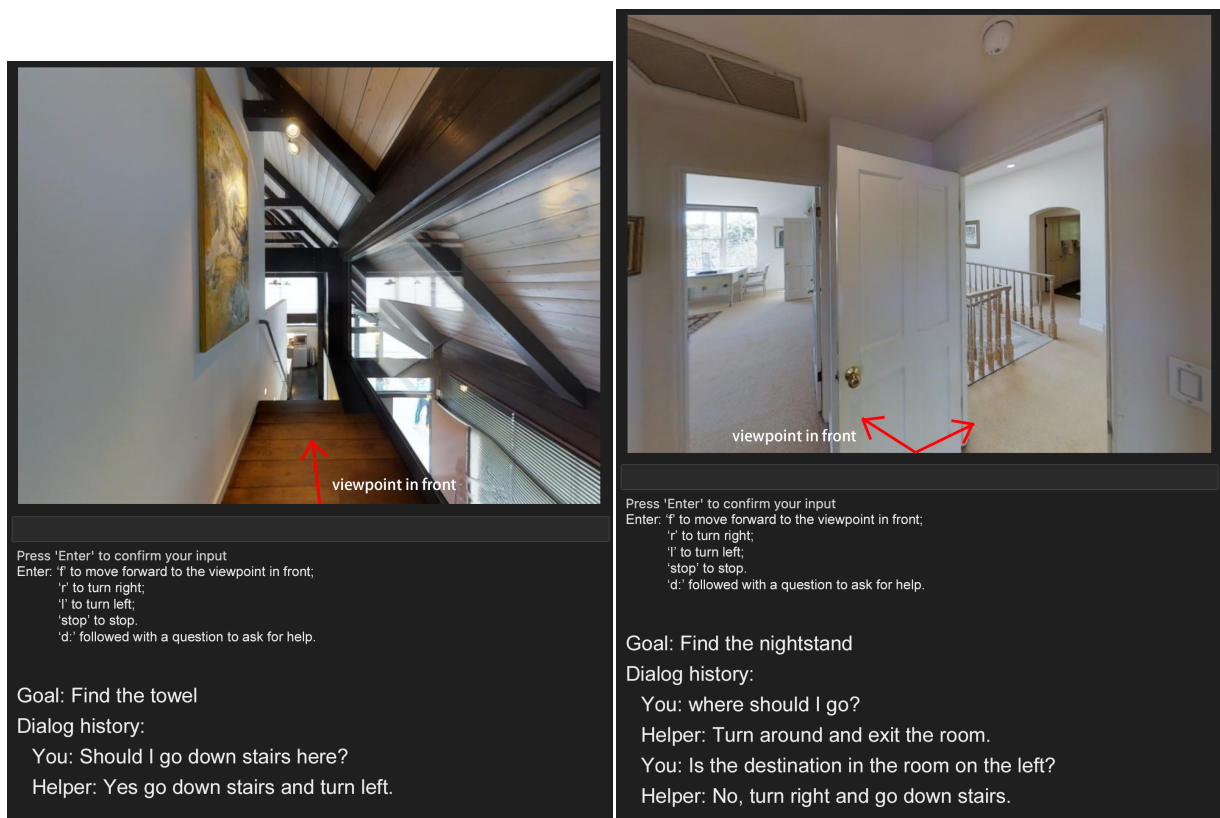 viewpoint in front
Press 'Enter' to confirm your input
Enter: ‘f’ to move forward to the viewpoint in front;
‘r’ to turn right;
‘l’ to turn left;
‘stop’ to stop.
‘d:’ followed with a question to ask for help.
Goal: Find the towel
Dialog history:
You: Should I go down stairs here?
Helper: Yes go down stairs and turn left.
viewpoint in front
Press 'Enter' to confirm your input
Enter: ‘f’ to move forward to the viewpoint in front;
‘r’ to turn right;
‘l’ to turn left;
‘stop’ to stop.
‘d:’ followed with a question to ask for help.
Goal: Find the nightstand
Dialog history:
You: where should I go?
Helper: Turn around and exit the room.
You: Is the destination in the room on the left?
Helper: No, turn right and go down stairs.